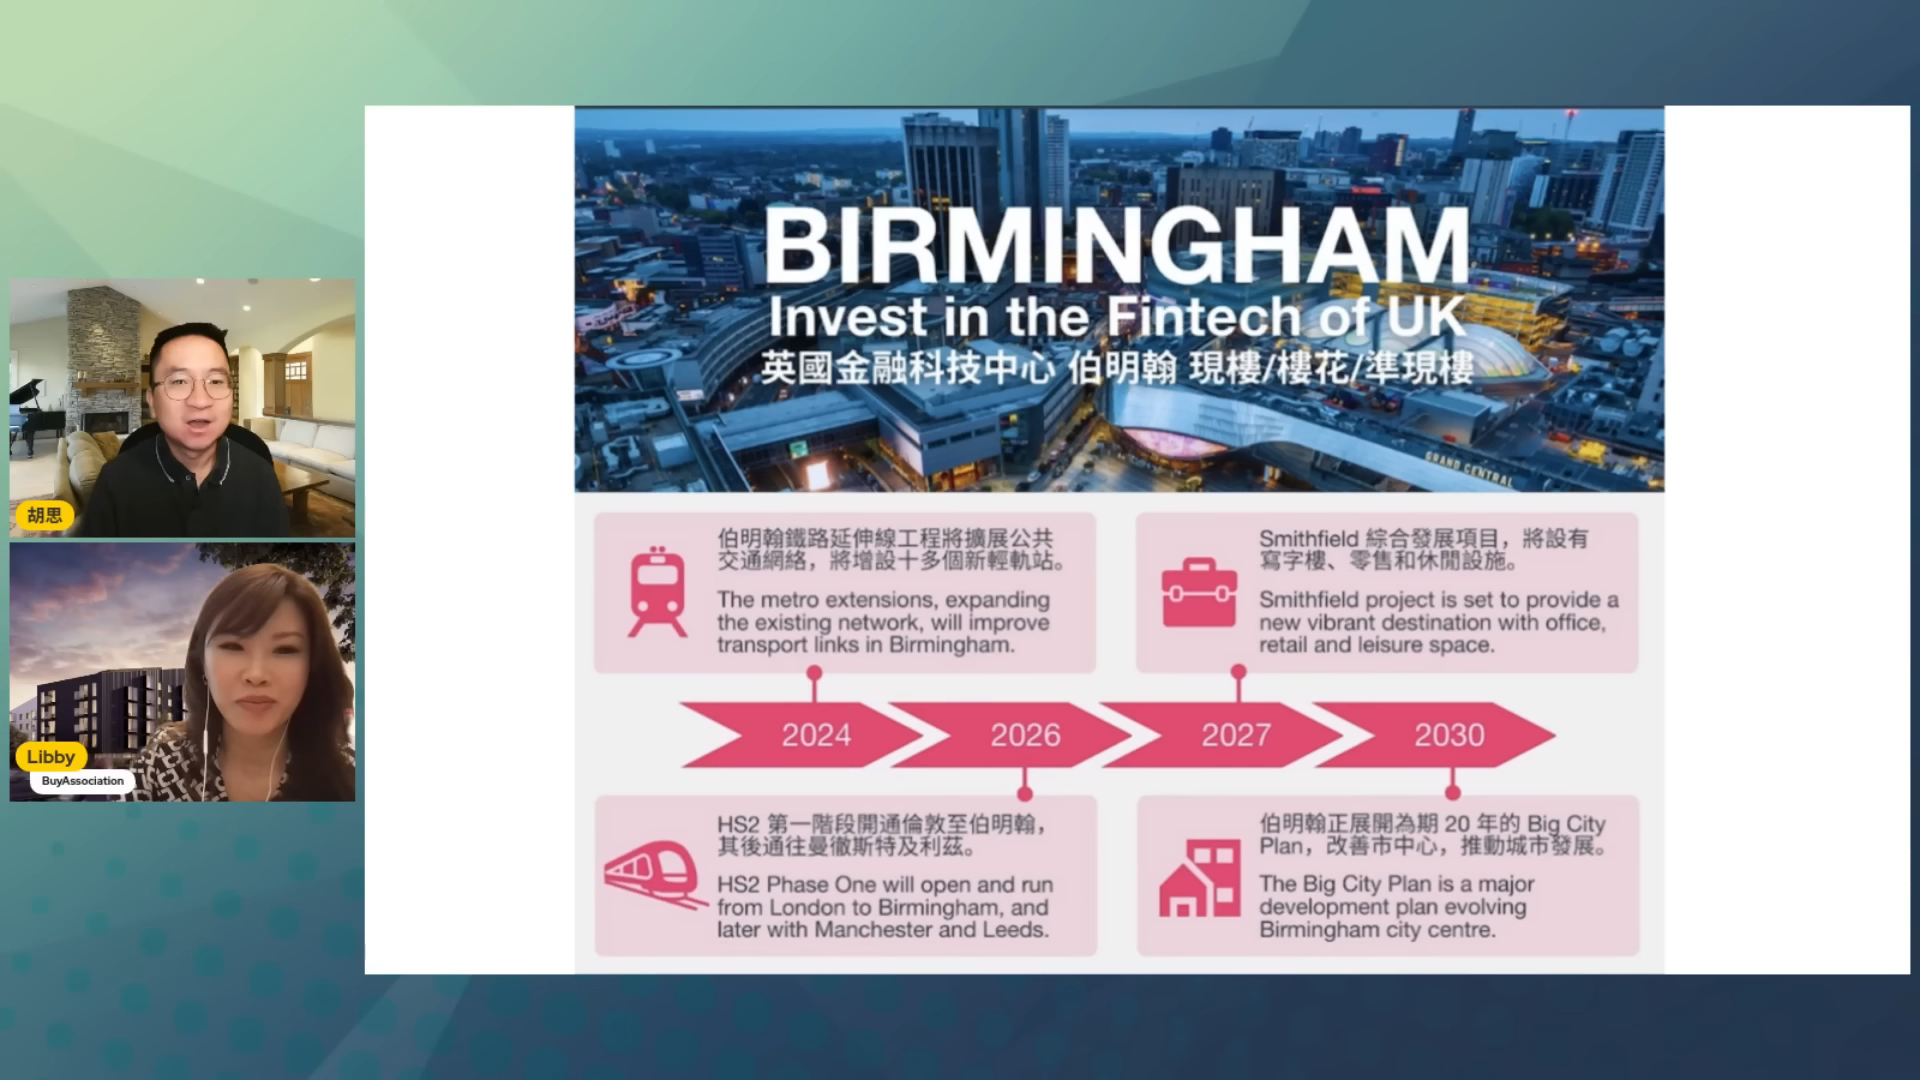 BIRMINGHAM
Invest in the Fintech of UK
英國金融科技中心 伯明翰 現樓/樓花/準現樓
GRAND CENTRAL
伯明翰鐵路延伸線工程將擴展公共
交通網絡，將增設十多個新輕軌站。
The metro extensions, expanding
the existing network, will improve
transport links in Birmingham.
Smithfield 綜合發展項目，將設有
寫字樓、零售和休閒設施。
Smithfield project is set to provide a
new vibrant destination with office,
retail and leisure space.
2024
2026
2027
2030
HS2 第一階段開通倫敦至伯明翰，
其後通往曼徹斯特及利茲。
HS2 Phase One will open and run
from London to Birmingham, and
later with Manchester and Leeds.
伯明翰正展開為期 20 年的 Big City
Plan，改善市中心，推動城市發展。
The Big City Plan is a major
development plan evolving
Birmingham city centre.
胡思
Libby
BuyAssociation